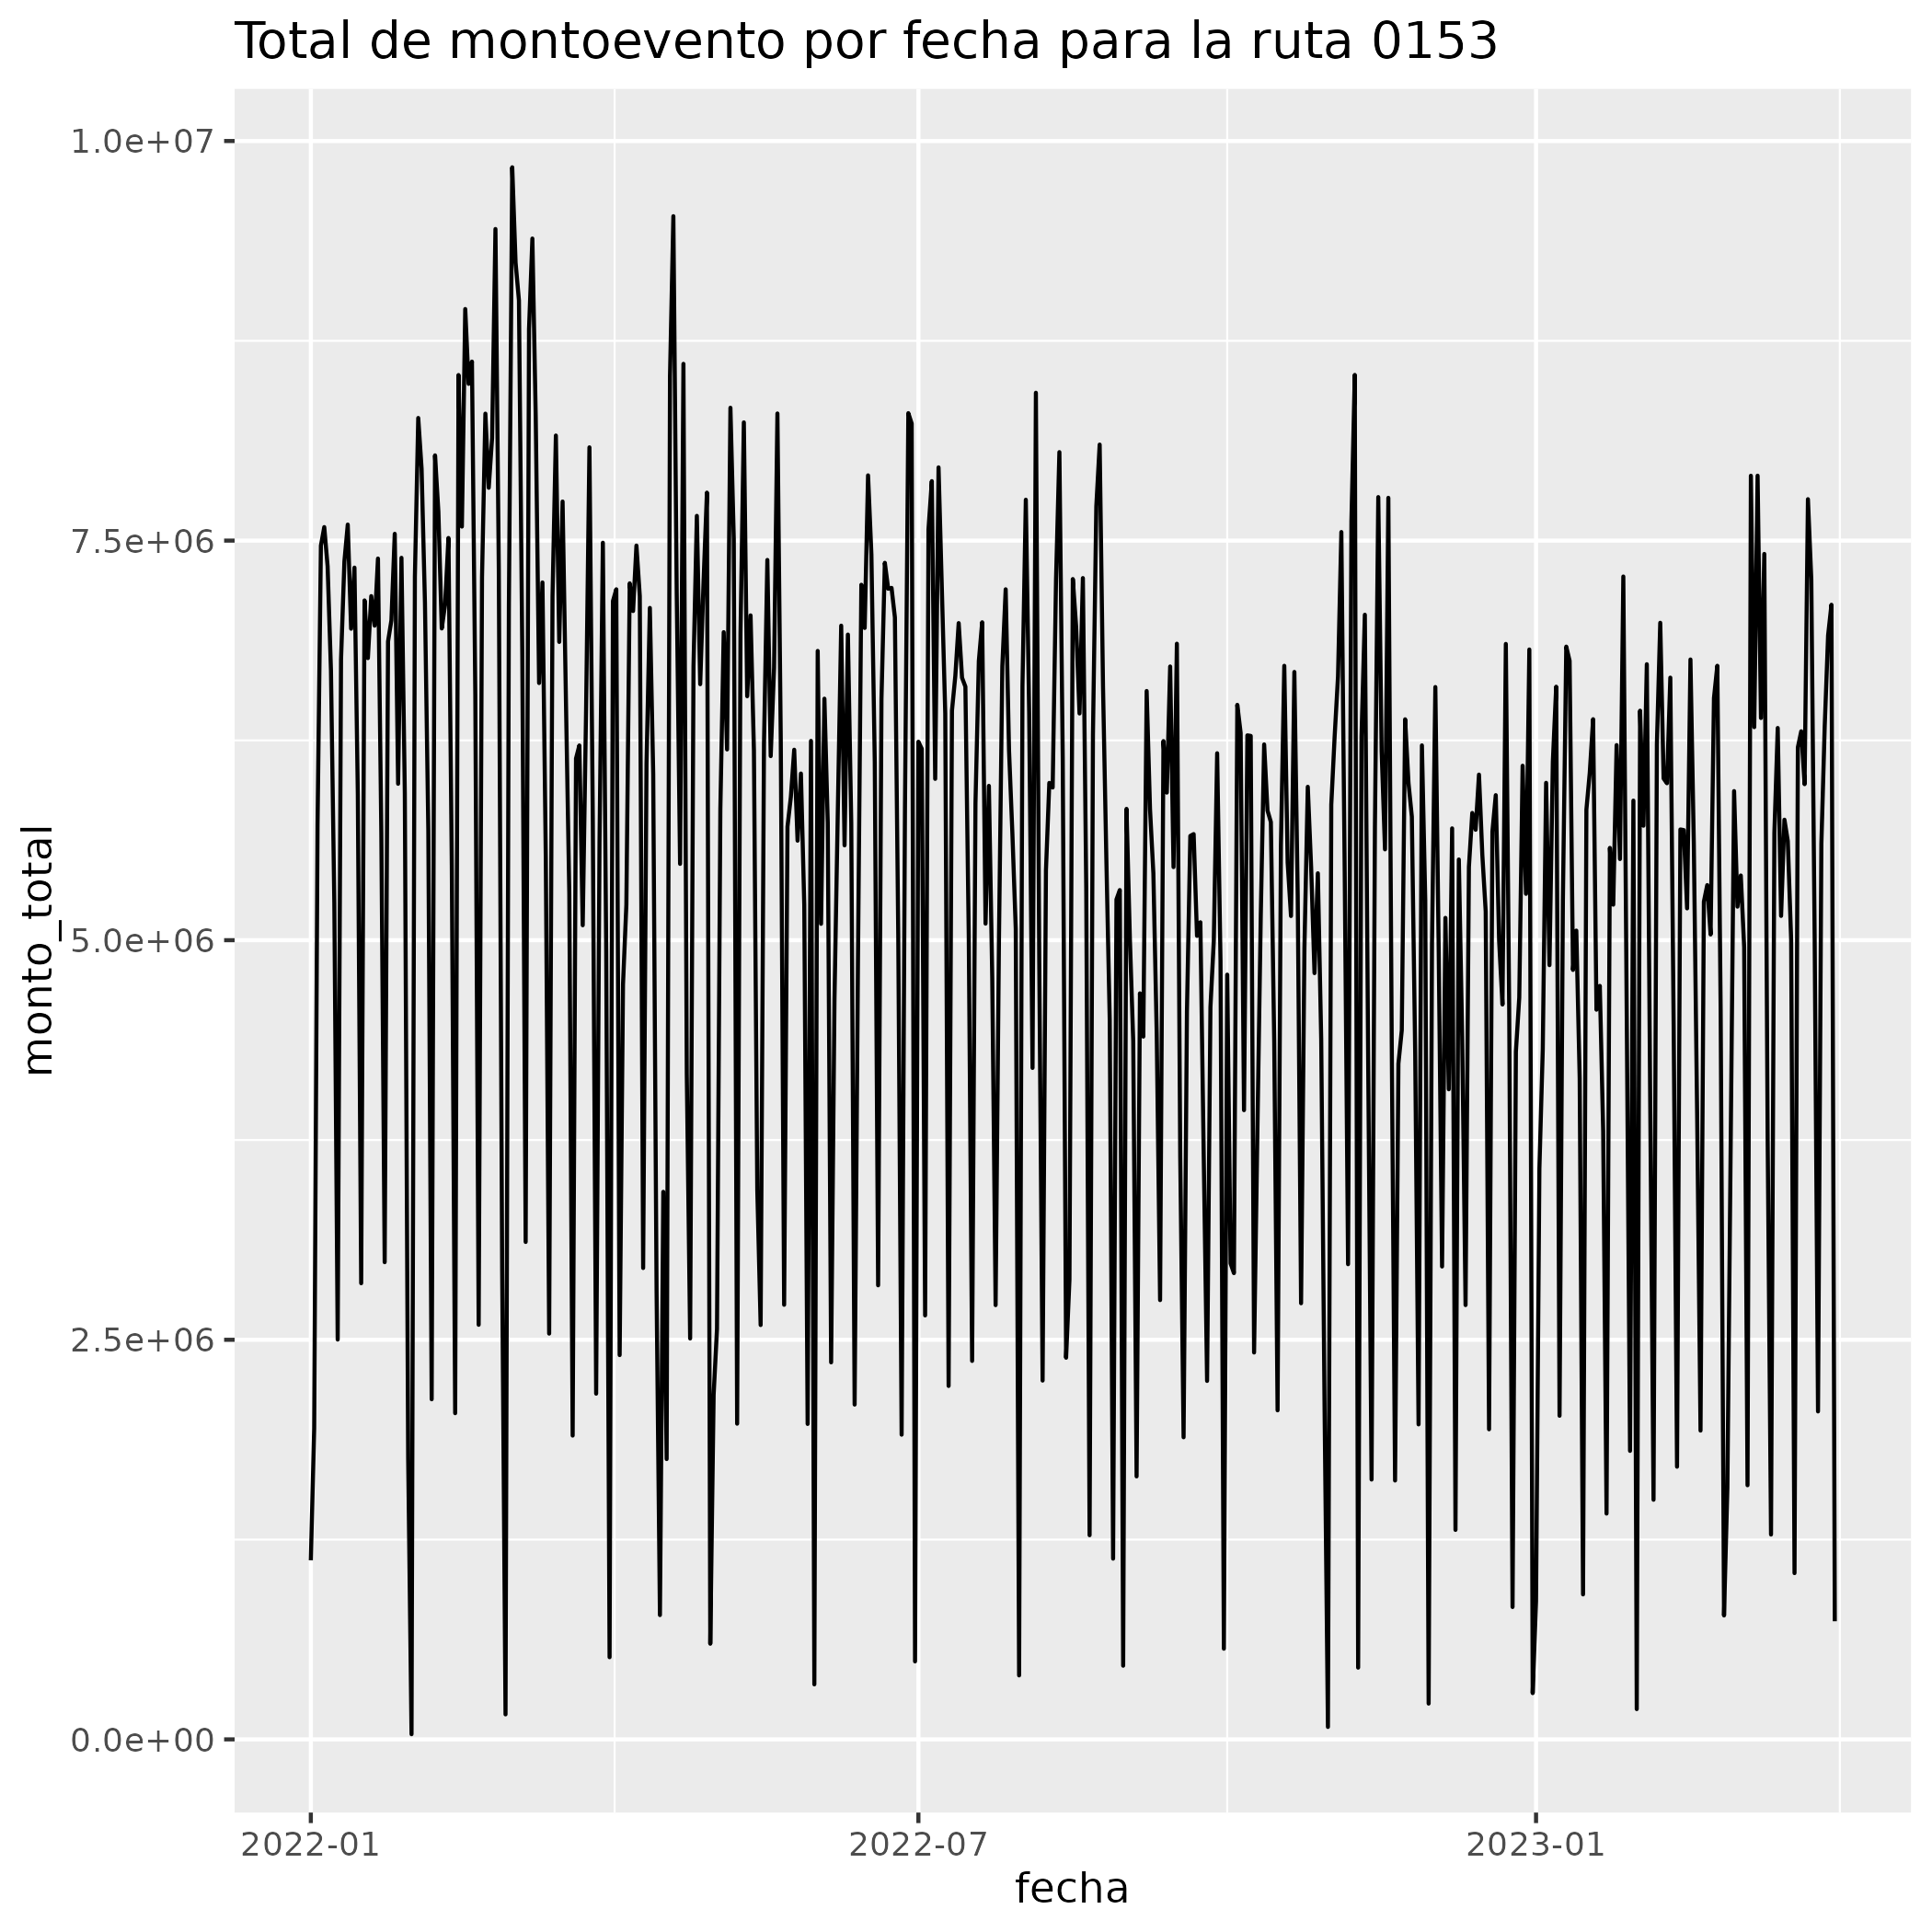 Total de montoevento por fecha para la ruta 0153
monto_total
1.0e+07
7.5e+06
5.0e+06
2.5e+06
0.0e+00
2022-01
2022-07
2023-01
fecha